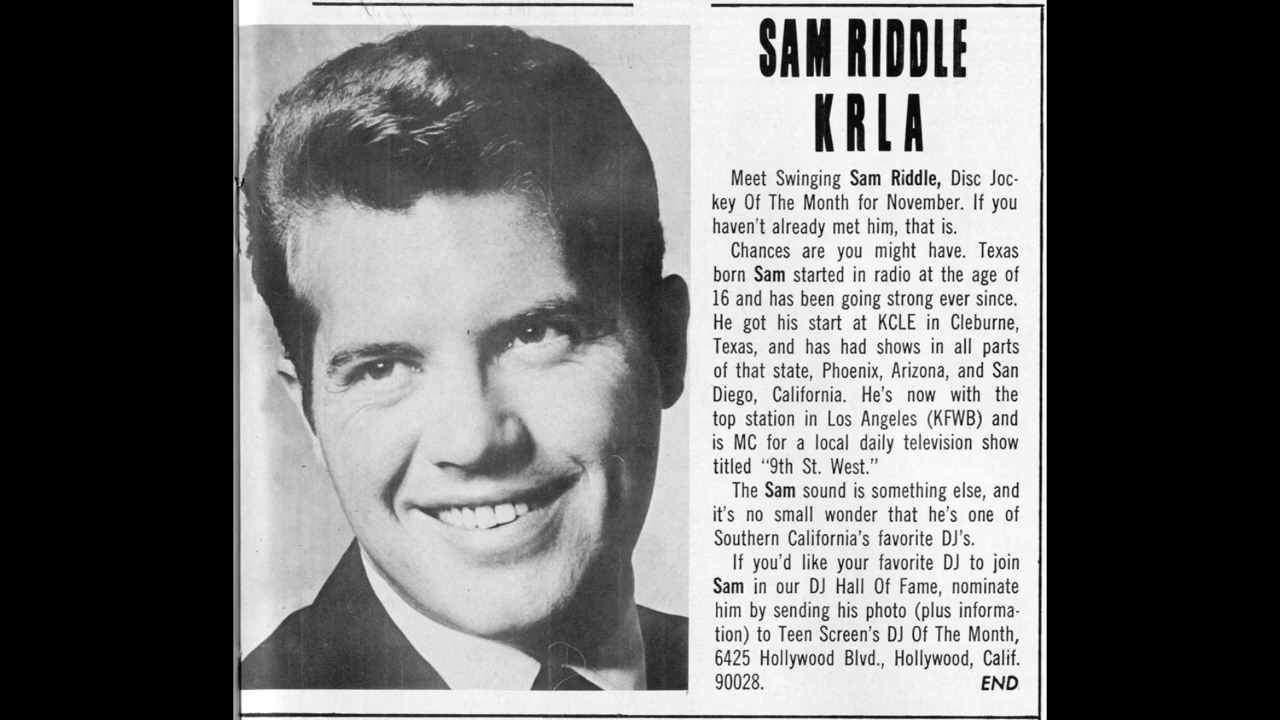 SAM RIDDLE
KRLA
Meet Swinging Sam Riddle, Disc Joc-
key Of The Month for November. If you
haven't already met him, that is.
Chances are you might have. Texas
born Sam started in radio at the age of
16 and has been going strong ever since.
He got his start at KCLE in Cleburne,
Texas, and has had shows in all parts
of that state, Phoenix, Arizona, and San
Diego, California. He's now with the
top station in Los Angeles (KFWB) and
is MC for a local daily television show
titled "9th St. West."
The Sam sound is something else, and
it's no small wonder that he's one of
Southern California's favorite DJ's.
If you'd like your favorite DJ to join
Sam in our DJ Hall Of Fame, nominate
him by sending his photo (plus informa-
tion) to Teen Screen's DJ Of The Month,
6425 Hollywood Blvd., Hollywood, Calif.
90028. END